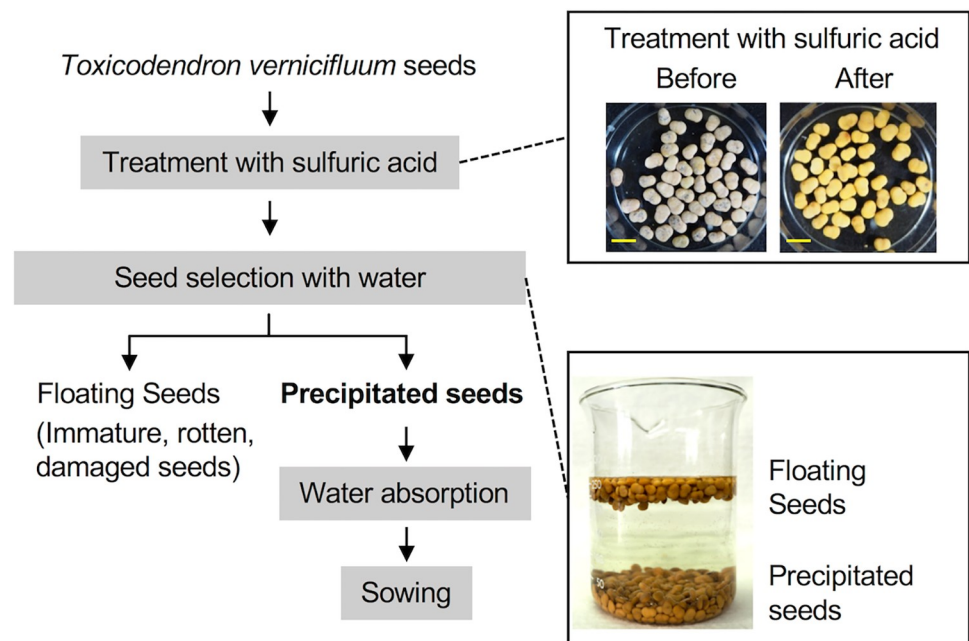 Toxicodendron vernicifluum seeds
Treatment with sulfuric acid
Seed selection with water
Floating Seeds
(Immature, rotten,
damaged seeds)
Precipitated seeds
Water absorption
Sowing
Treatment with sulfuric acid
Before
After
Floating
Seeds
Precipitated
seeds
50